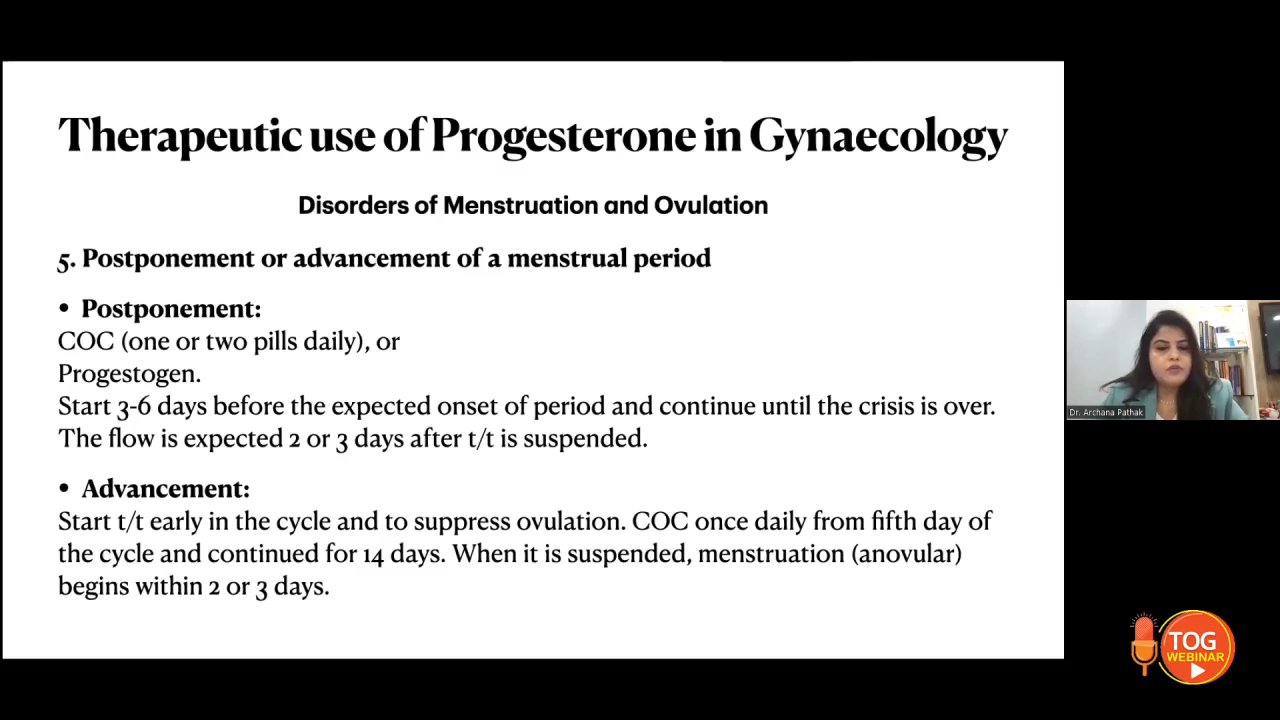 Therapeutic use of Progesterone in Gynaecology
Disorders of Menstruation and Ovulation
5. Postponement or advancement of a menstrual period
• Postponement:
COC (one or two pills daily), or
Progestogen.
Start 3-6 days before the expected onset of period and continue until the crisis is over.
The flow is expected 2 or 3 days after t/t is suspended.
• Advancement:
Start t/t early in the cycle and to suppress ovulation. COC once daily from fifth day of
the cycle and continued for 14 days. When it is suspended, menstruation (anovular)
begins within 2 or 3 days.
Dr. Archana Pathak
TOG
WEBINAR